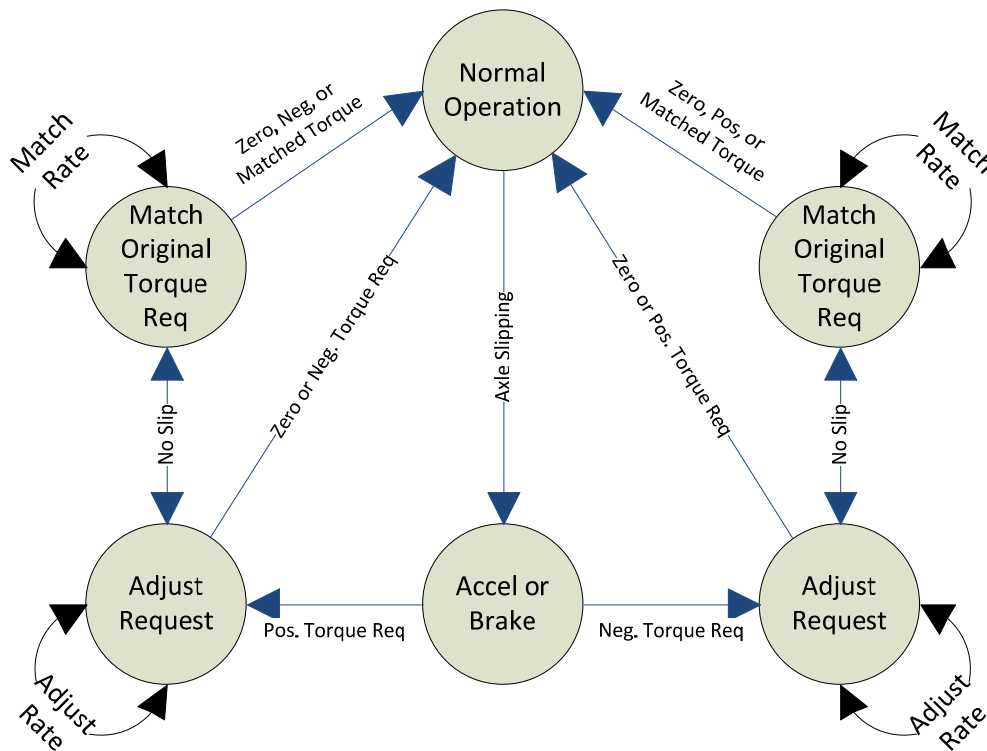 Normal
Operation
Zero, Neg, or
Matched Torque
Zero, Pos, or
Matched Torque
Match
Rate
Match
Rate
Match
Original
Torque
Req
Match
Original
Torque
Req
Zero or Neg. Torque Req
Axle Slipping
Zero or Pos. Torque Req
No Slip
No Slip
Adjust
Request
Accel or
Brake
Adjust
Request
Pos. Torque Req
Neg. Torque Req
Adjust
Rate
Adjust
Rate